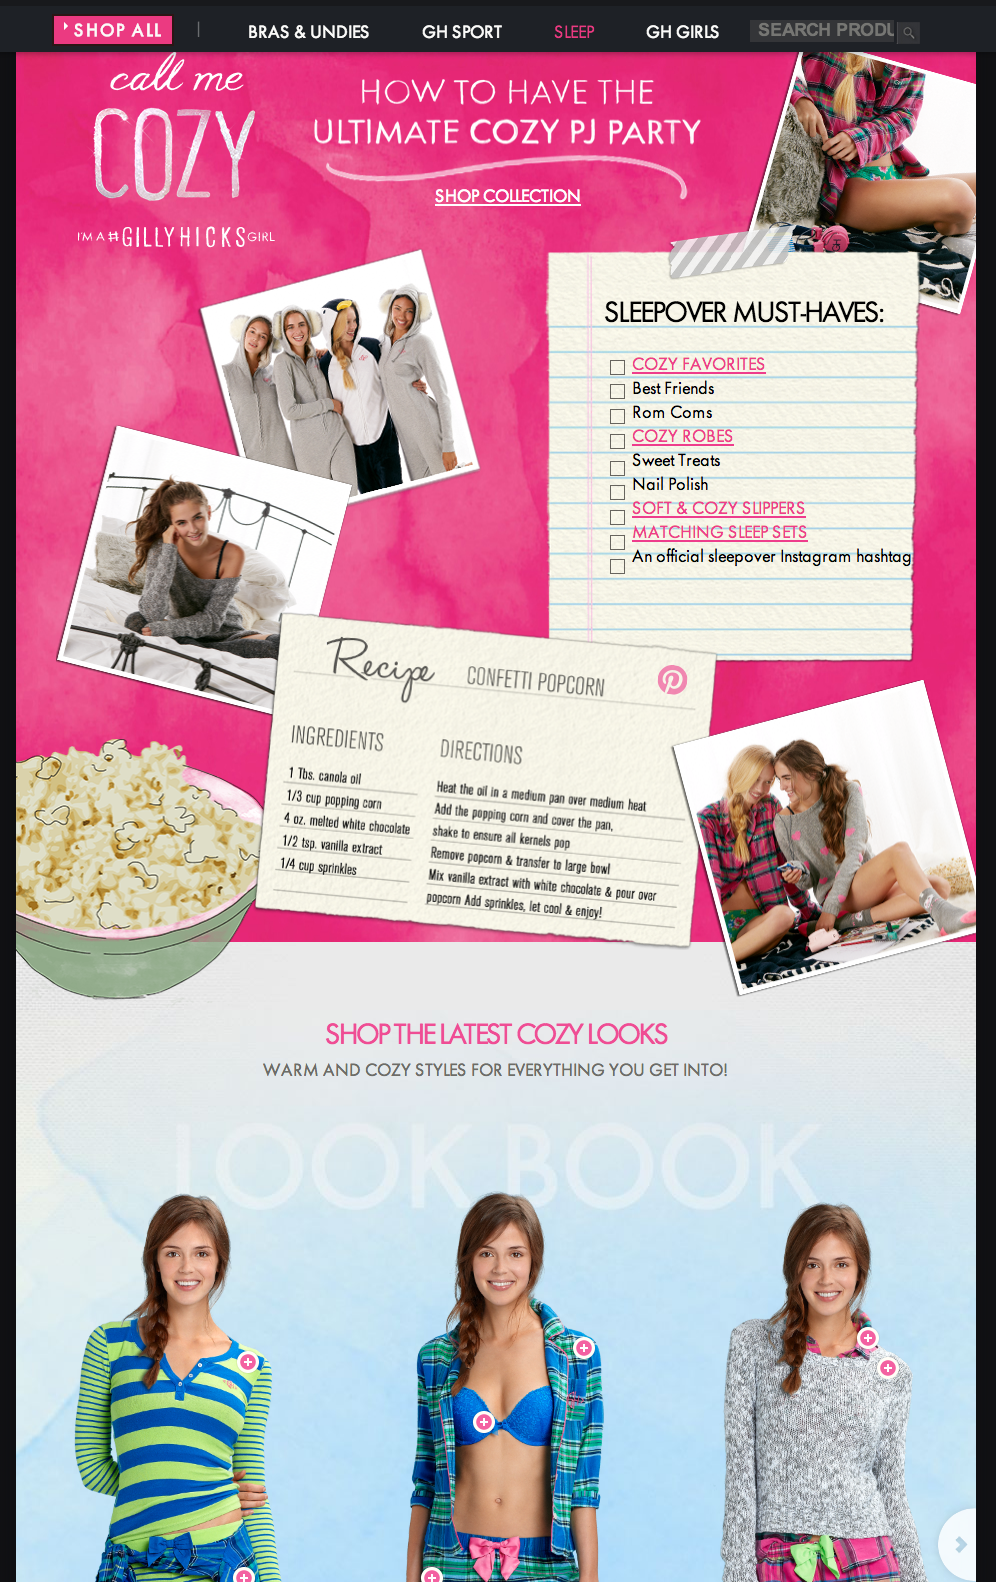 SHOP ALL
BRAS & UNDIES
GH SPORT
SLEEP
GH GIRLS
SEARCH PRODU
call me
COZY
I'M A #GILLYHICKSGIRL
HOW TO HAVE THE
ULTIMATE COZY PJ PARTY
SHOP COLLECTION
SLEEPOVER MUST-HAVES:
COZY FAVORITES
Best Friends
Rom Coms
COZY ROBES
Sweet Treats
Nail Polish
SOFT & COZY SLIPPERS
MATCHING SLEEP SETS
An official sleepover Instagram hashtag
Recipe CONFETTI POPCORN
INGREDIENTS
1 Tbs. canola oil
1/3 cup popping corn
4 oz. melted white chocolate
1/2 tsp. vanilla extract
1/4 cup sprinkles
DIRECTIONS
Heat the oil in a medium pan over medium heat
Add the popping corn and cover the pan,
shake to ensure all kernels pop
Remove popcorn & transfer to large bowl
Mix vanilla extract with white chocolate & pour over
popcorn Add sprinkles, let cool & enjoy!
SHOP THE LATEST COZY LOOKS
WARM AND COZY STYLES FOR EVERYTHING YOU GET INTO!
LOOK BOOK